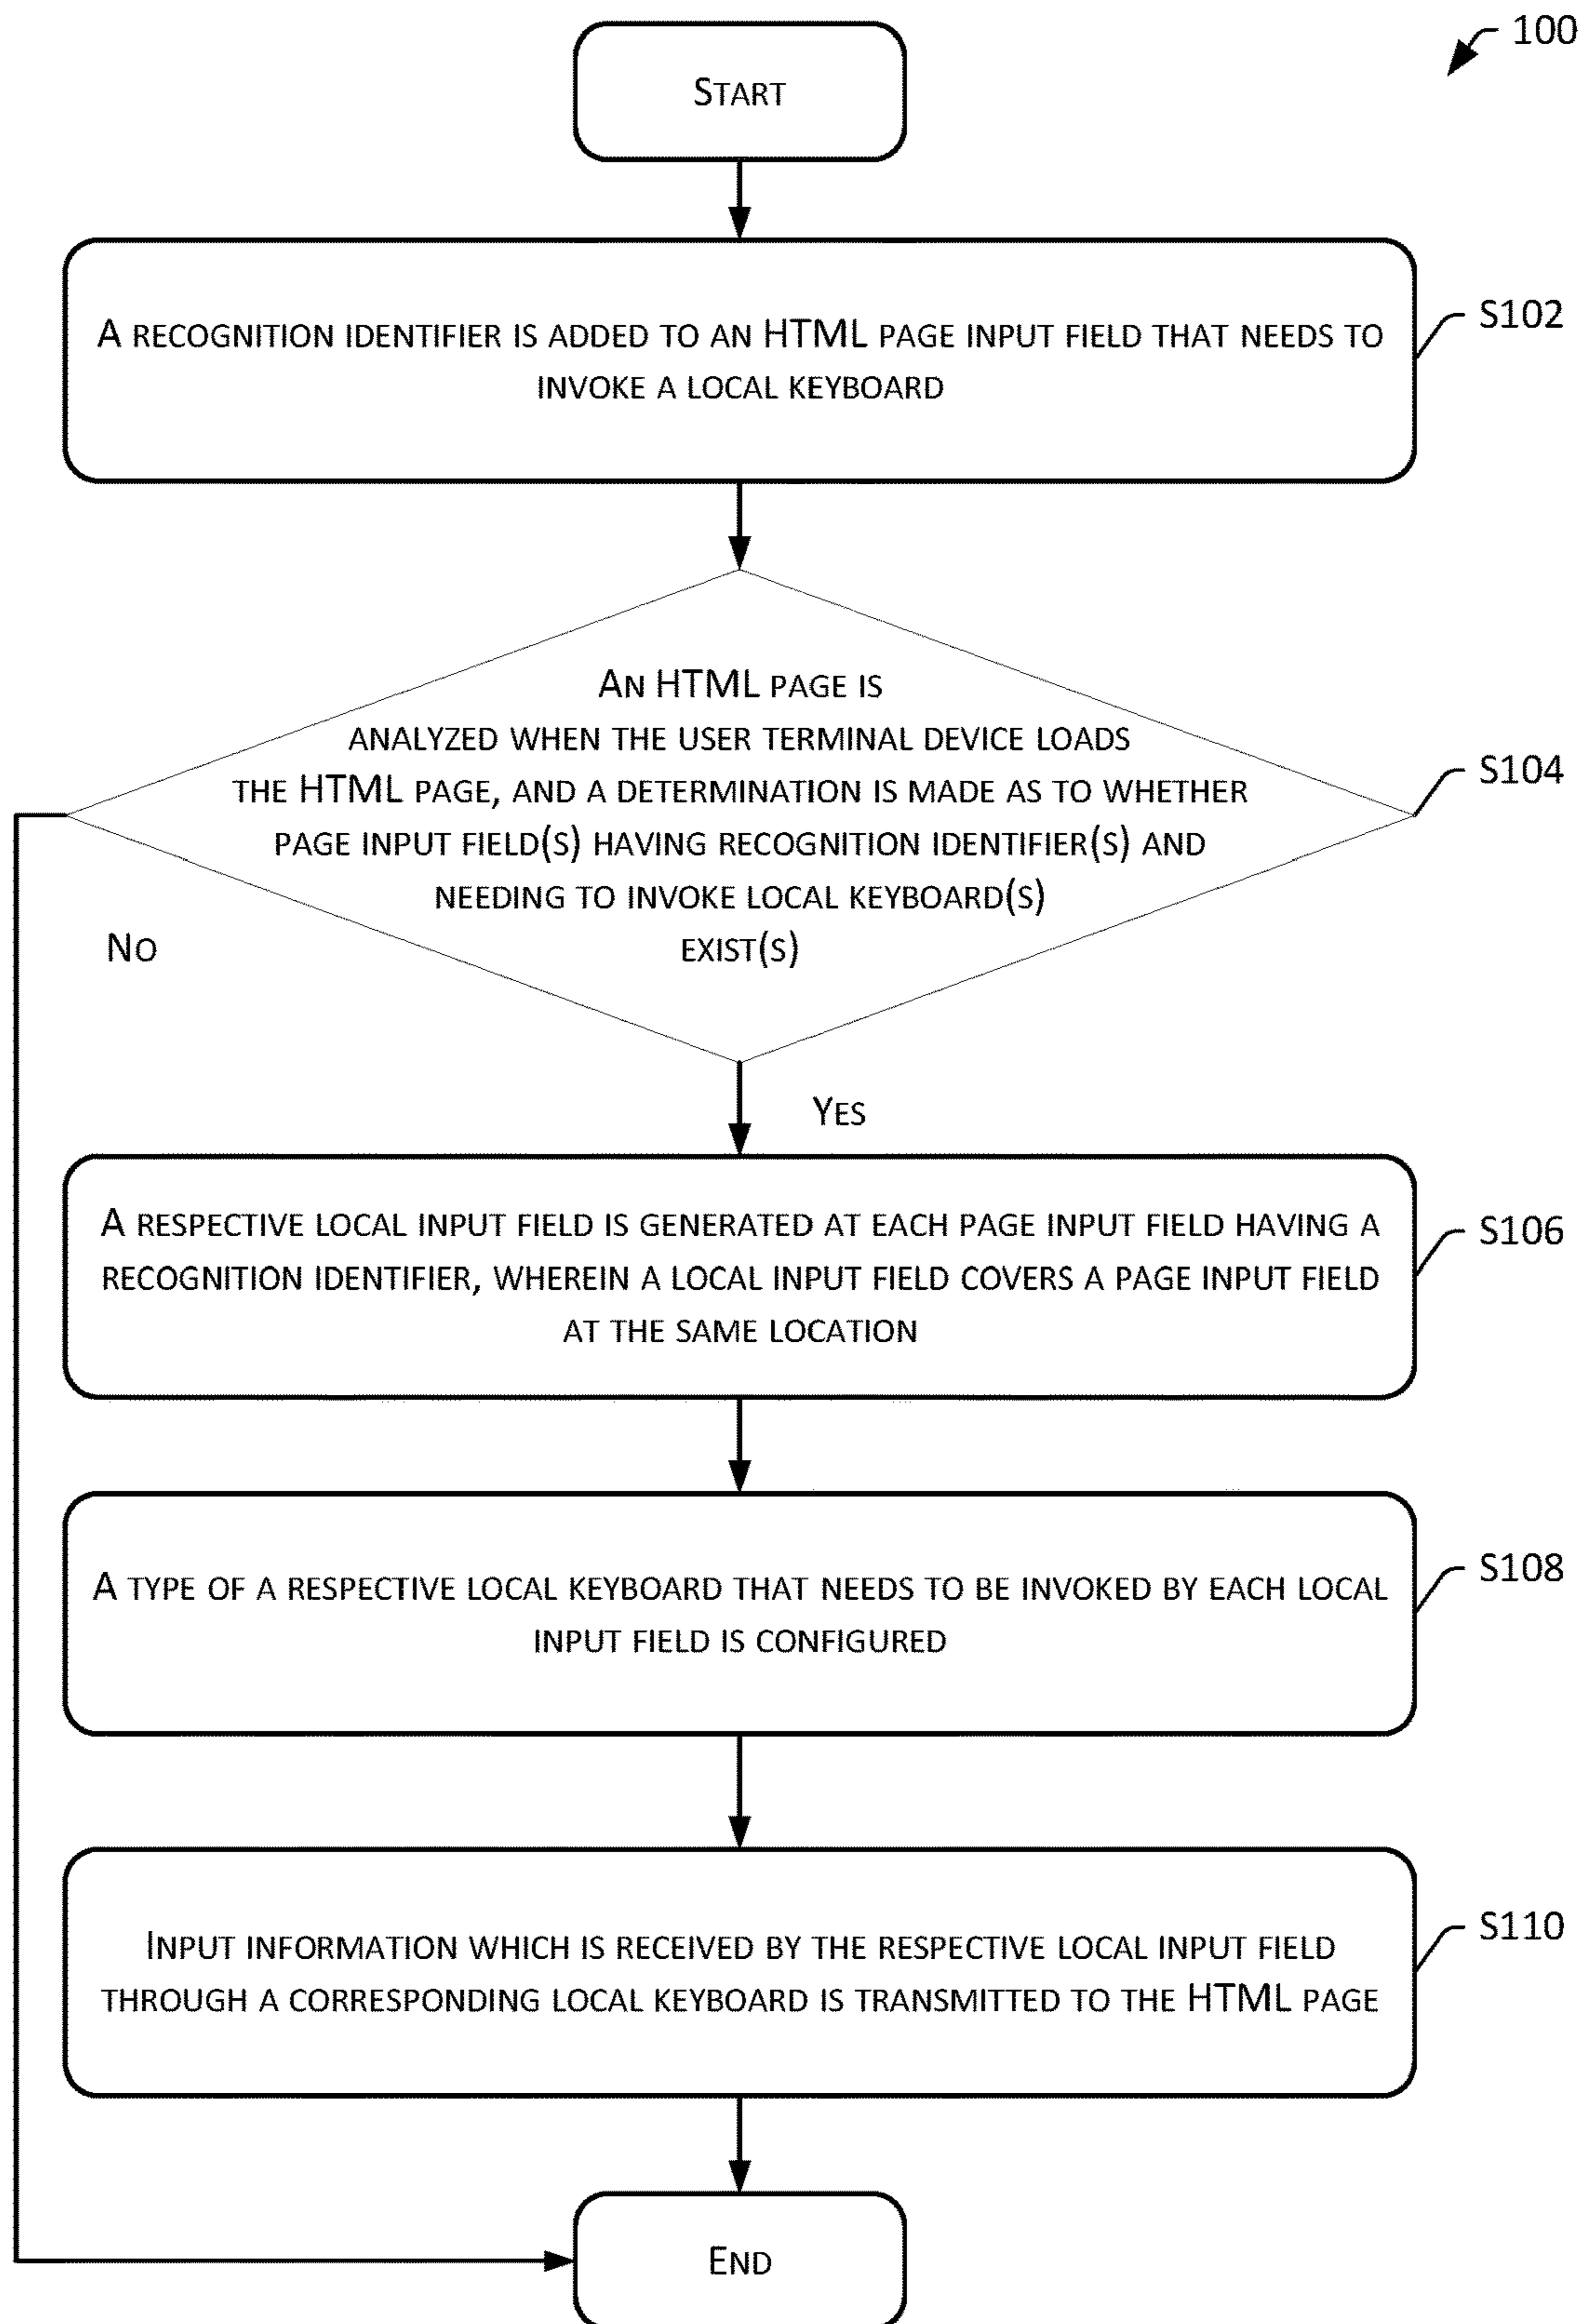 100
START
A RECOGNITION IDENTIFIER IS ADDED TO AN HTML PAGE INPUT FIELD THAT NEEDS TO
INVOKE A LOCAL KEYBOARD
S102
AN HTML PAGE IS
ANALYZED WHEN THE USER TERMINAL DEVICE LOADS
THE HTML PAGE, AND A DETERMINATION IS MADE AS TO WHETHER
PAGE INPUT FIELD(S) HAVING RECOGNITION IDENTIFIER(S) AND
NEEDING TO INVOKE LOCAL KEYBOARD(S)
EXIST(S)
S104
NO
YES
A RESPECTIVE LOCAL INPUT FIELD IS GENERATED AT EACH PAGE INPUT FIELD HAVING A
RECOGNITION IDENTIFIER, WHEREIN A LOCAL INPUT FIELD COVERS A PAGE INPUT FIELD
AT THE SAME LOCATION
S106
A TYPE OF A RESPECTIVE LOCAL KEYBOARD THAT NEEDS TO BE INVOKED BY EACH LOCAL
INPUT FIELD IS CONFIGURED
S108
INPUT INFORMATION WHICH IS RECEIVED BY THE RESPECTIVE LOCAL INPUT FIELD
THROUGH A CORRESPONDING LOCAL KEYBOARD IS TRANSMITTED TO THE HTML PAGE
S110
END